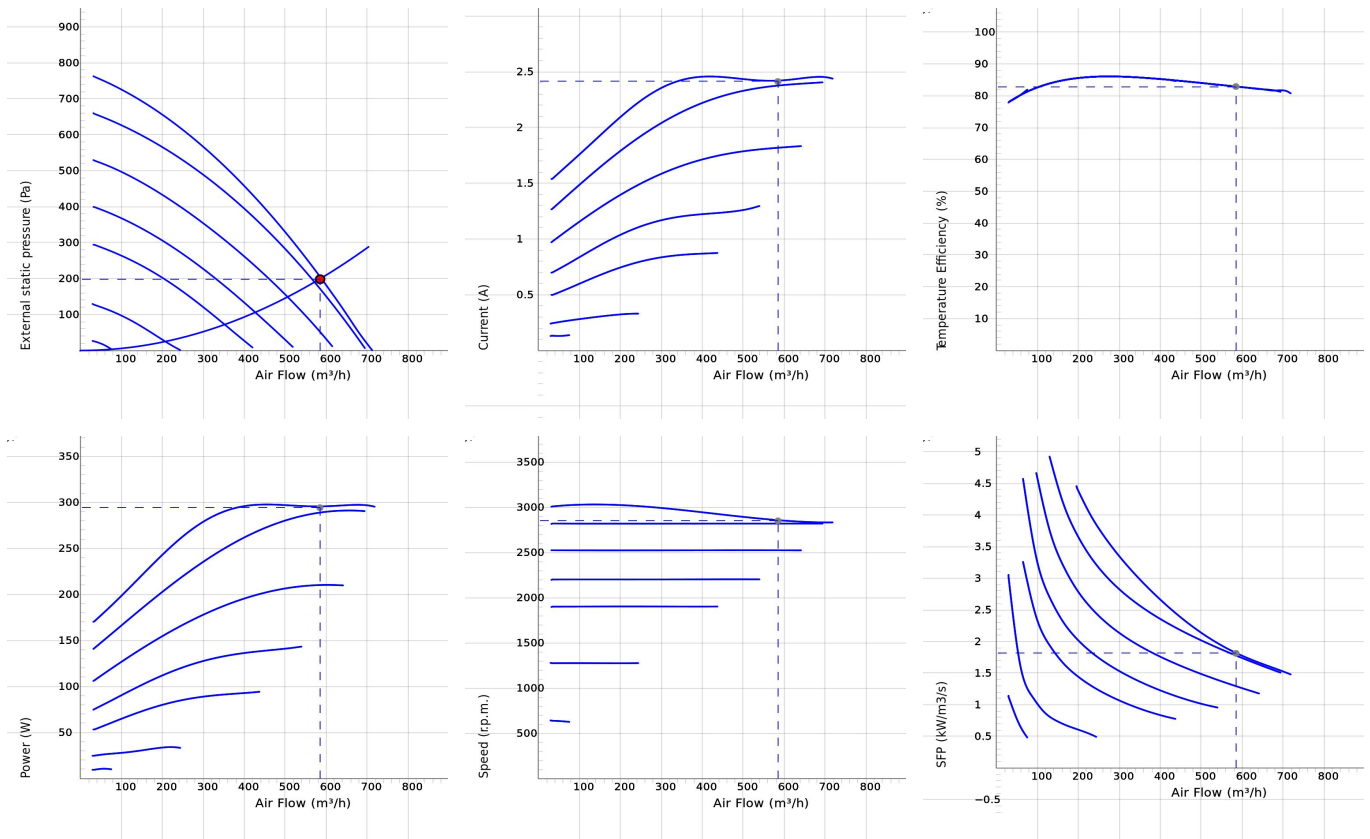 External static pressure (Pa)
900
800
700
600
500
400
300
200
100
100 200 300 400 500 600 700 800
Air Flow (m³/h)
Current (A)
2.5
2
1.5
1
0.5
100 200 300 400 500 600 700 800
Air Flow (m³/h)
Temperature Efficiency (%)
100
90
80
70
60
50
40
30
20
10
100 200 300 400 500 600 700 800
Air Flow (m³/h)
Power (W)
350
300
250
200
150
100
50
100 200 300 400 500 600 700 800
Air Flow (m³/h)
Speed (r.p.m.)
3500
3000
2500
2000
1500
1000
500
100 200 300 400 500 600 700 800
Air Flow (m³/h)
SFP (kW/m3/s)
5
4.5
4
3.5
3
2.5
2
1.5
1
0.5
−0.5
100 200 300 400 500 600 700 800
Air Flow (m³/h)